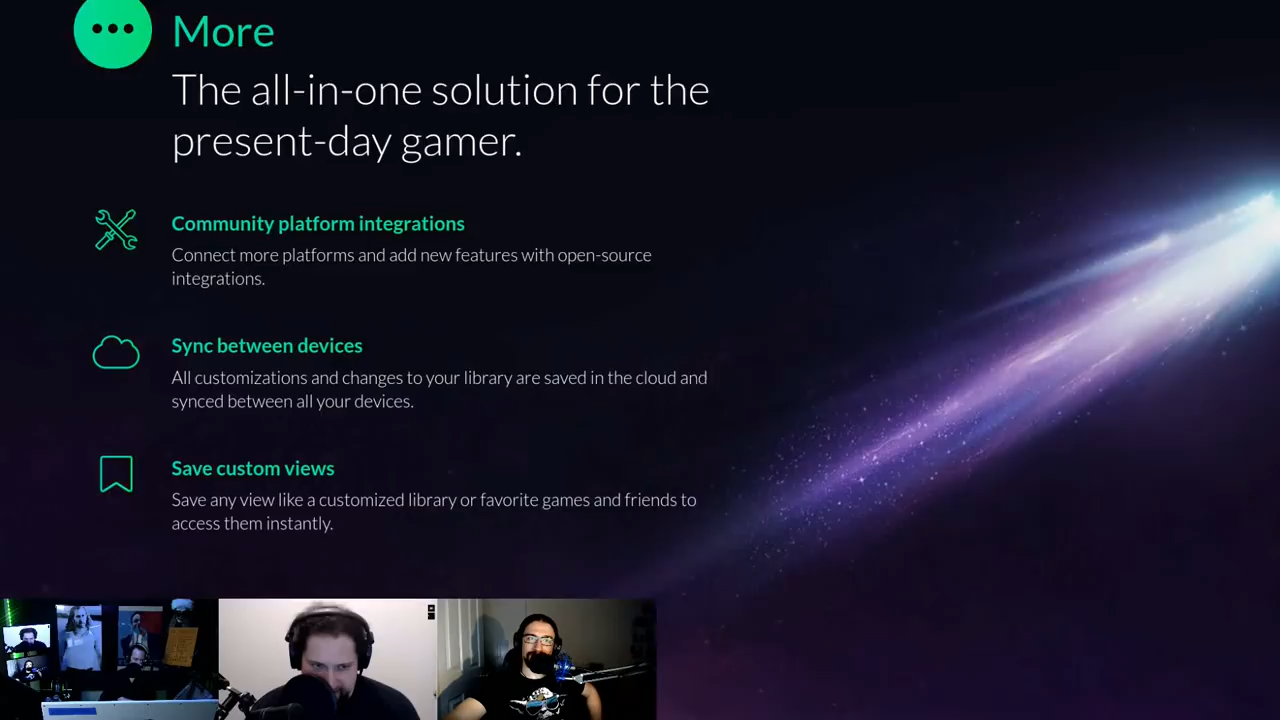 More
The all-in-one solution for the
present-day gamer.
Community platform integrations
Connect more platforms and add new features with open-source
integrations.
Sync between devices
All customizations and changes to your library are saved in the cloud and
synced between all your devices.
Save custom views
Save any view like a customized library or favorite games and friends to
access them instantly.